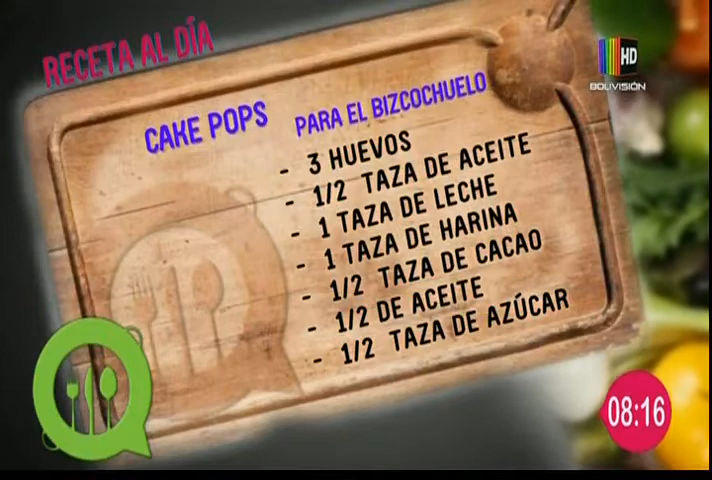 RECETA AL DÍA
HD
BOLIVISIÓN
CAKE POPS
PARA EL BIZCOCHUELO
- 3 HUEVOS
- 1/2 TAZA DE ACEITE
- 1 TAZA DE LECHE
- 1 TAZA DE HARINA
- 1/2 TAZA DE CACAO
- 1/2 DE ACEITE
- 1/2 TAZA DE AZÚCAR
08:16